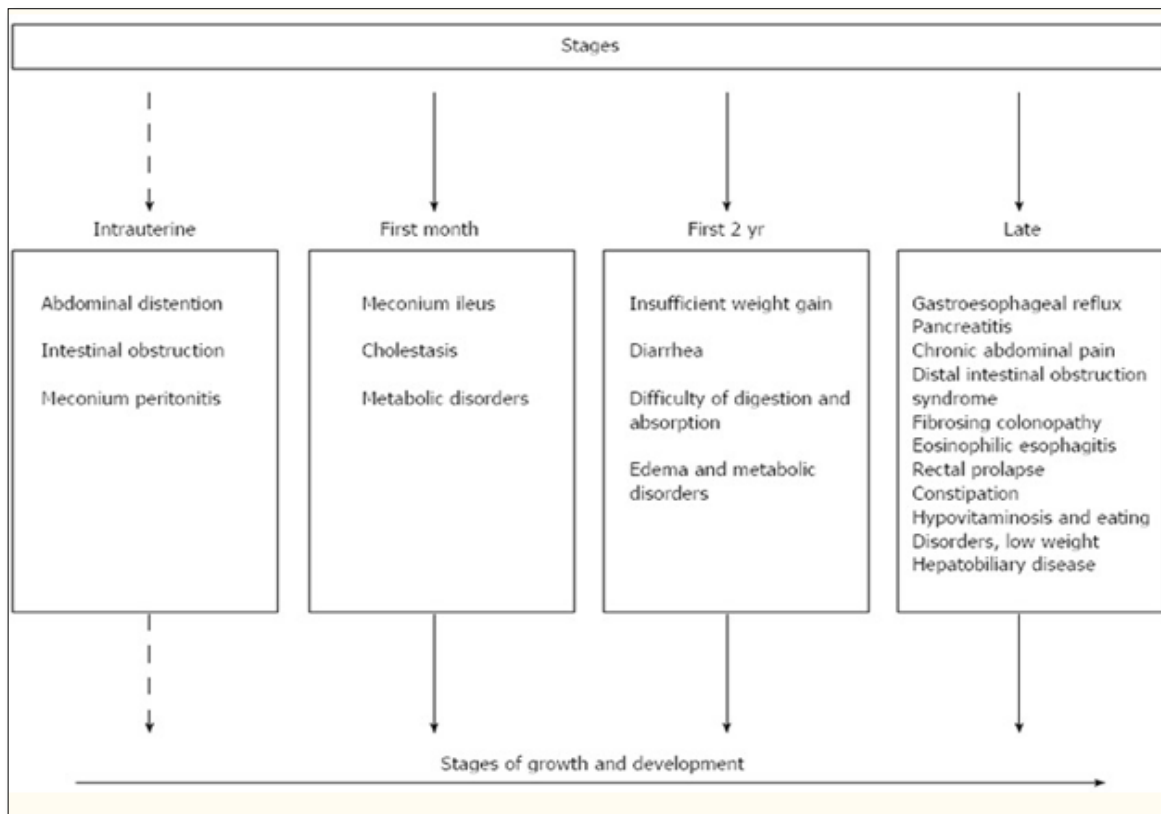 Stages
Intrauterine
Abdominal distention
Intestinal obstruction
Meconium peritonitis
First month
Meconium ileus
Cholestasis
Metabolic disorders
First 2 yr
Insufficient weight gain
Diarrhea
Difficulty of digestion and
absorption
Edema and metabolic
disorders
Late
Gastroesophageal reflux
Pancreatitis
Chronic abdominal pain
Distal intestinal obstruction
syndrome
Fibrosing colonopathy
Eosinophilic esophagitis
Rectal prolapse
Constipation
Hypovitaminosis and eating
Disorders, low weight
Hepatobiliary disease
Stages of growth and development